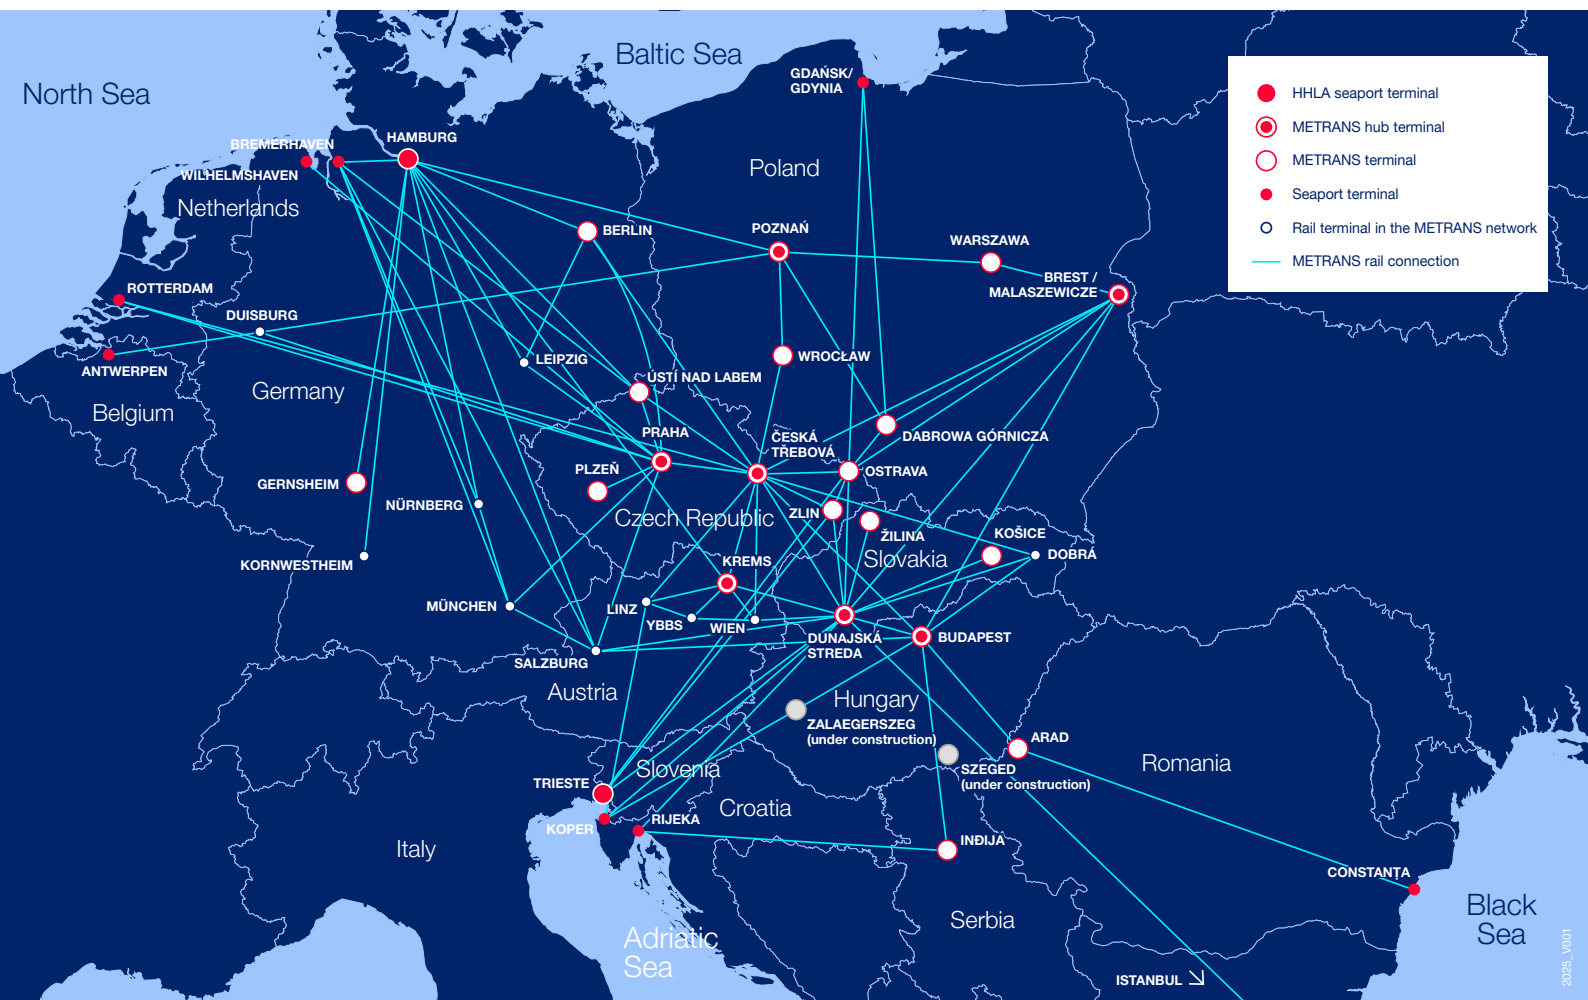 Baltic Sea
North Sea
GDAŃSK/
GDYNIA
HHLA seaport terminal
METRANS hub terminal
METRANS terminal
Seaport terminal
Rail terminal in the METRANS network
METRANS rail connection
HAMBURG
BREMERHAVEN
WILHELMSHAVEN
Poland
Netherlands
BERLIN
POZNAŃ
WARSZAWA
BREST /
MALASZEWICZE
ROTTERDAM
DUISBURG
ANTWERPEN
LEIPZIG
WROCŁAW
ÚSTÍ NAD LABEM
Germany
Belgium
PRAHA
ČESKÁ
TŘEBOVÁ
DABROWA GÓRNICZA
PLZEŇ
OSTRAVA
GERNSHEIM
NÜRNBERG
Czech Republic
ZLIN
ŽILINA
KOŠICE
DOBRÁ
Slovakia
KORNWESTHEIM
KREMS
MÜNCHEN
LINZ
YBBS
WIEN
DUNAJSKÁ
STREDA
BUDAPEST
SALZBURG
Austria
Hungary
ZALAEGERSZEG
(under construction)
ARAD
SZEGED
(under construction)
Romania
TRIESTE
Slovenia
Croatia
KOPER
RIJEKA
INĐIJA
Italy
CONSTANȚA
Serbia
Black
Sea
Adriatic
Sea
ISTANBUL
2025_V001